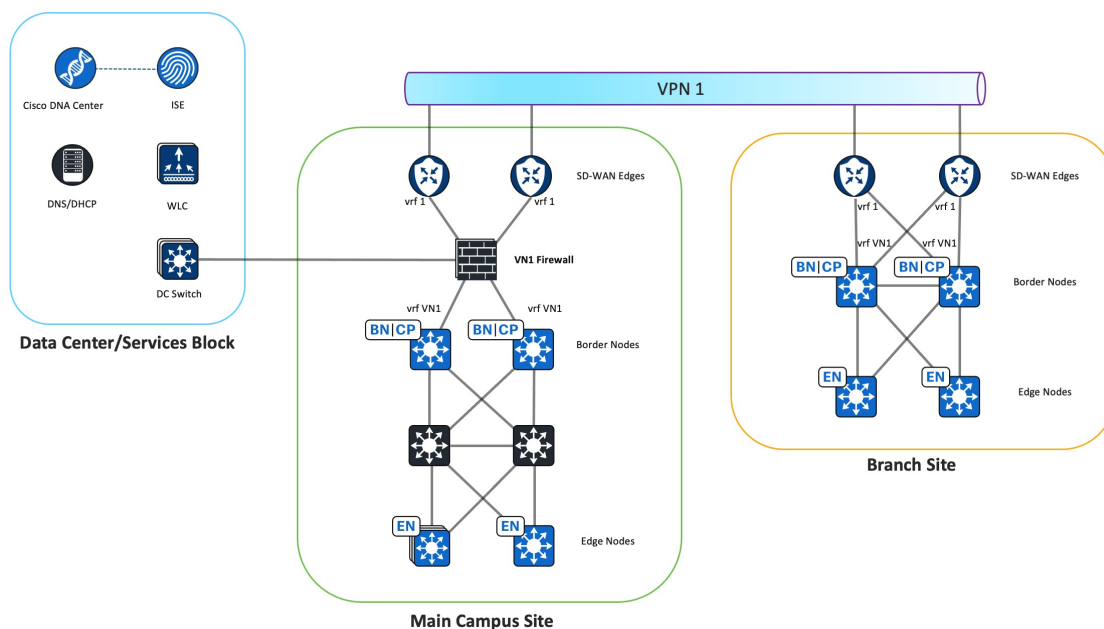 Cisco DNA Center
ISE
DNS/DHCP
WLC
DC Switch
Data Center/Services Block
VPN 1
SD-WAN Edges
vrf 1
vrf 1
VN1 Firewall
vrf VN1
vrf VN1
BN|CP
BN|CP
Border Nodes
EN
EN
Edge Nodes
Main Campus Site
SD-WAN Edges
vrf 1
vrf 1
vrf VN1
vrf VN1
BN|CP
BN|CP
Border Nodes
EN
EN
Edge Nodes
Branch Site